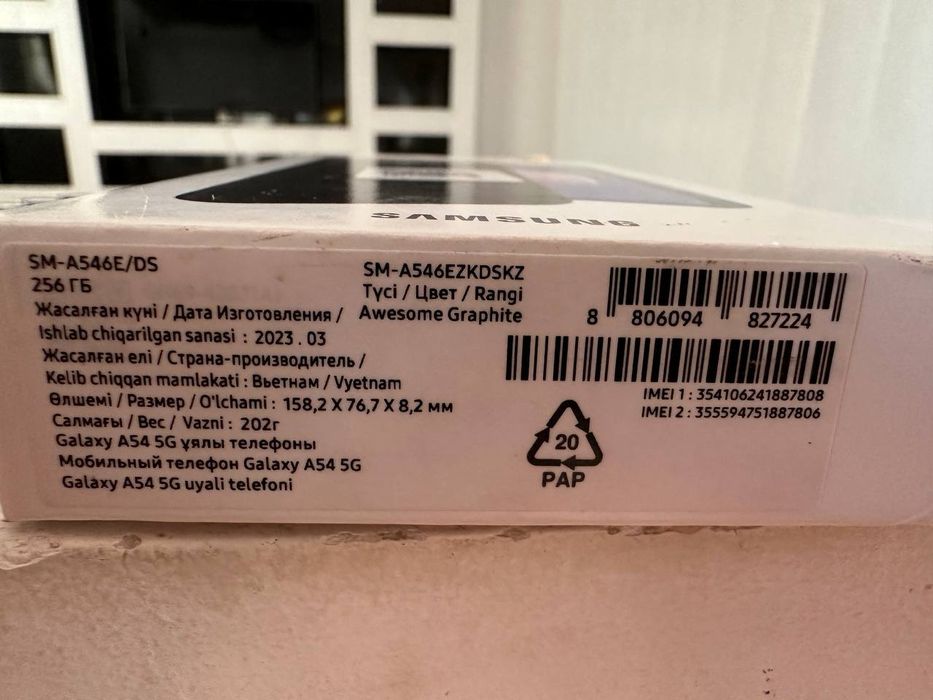 SAMSUNG
SM-A546E/DS
256 ГБ
Жасалған күні / Дата Изготовления /
Ishlab chiqarilgan sanasi : 2023 . 03
Жасалған елі / Страна-производитель /
Kelib chiqqan mamlakati : Вьетнам / Vyetnam
Өлшемі / Размер / O'lchami : 158,2 X 76,7 X 8,2 мм
Салмағы / Вес / Vazni : 202г
Galaxy A54 5G ұялы телефоны
Мобильный телефон Galaxy A54 5G
Galaxy A54 5G uyali telefoni
SM-A546EZKDSKZ
Түсі / Цвет / Rangi
Awesome Graphite
8 806094 827224
IMEI 1 : 354106241887808
IMEI 2 : 355594751887806
20
PAP